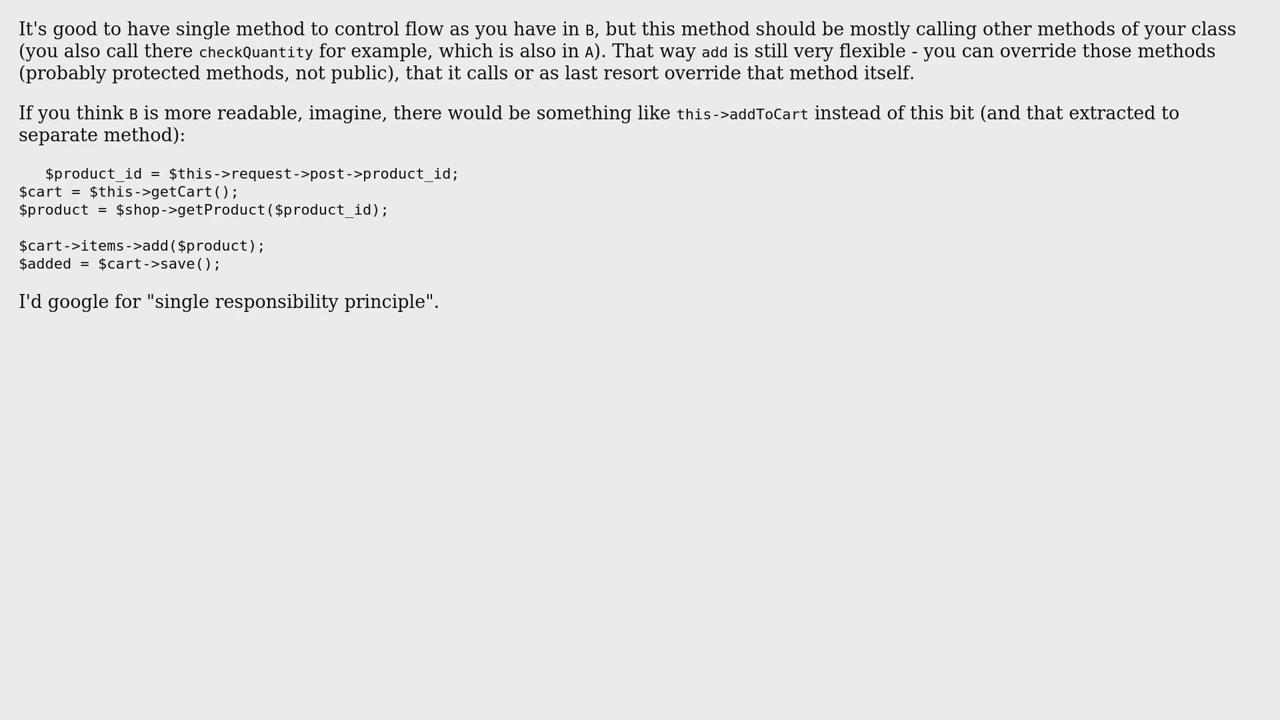 It's good to have single method to control flow as you have in B, but this method should be mostly calling other methods of your class
(you also call there checkQuantity for example, which is also in A). That way add is still very flexible - you can override those methods
(probably protected methods, not public), that it calls or as last resort override that method itself.
If you think B is more readable, imagine, there would be something like this->addToCart instead of this bit (and that extracted to
separate method):
$product_id = $this->request->post->product_id;
$cart = $this->getCart();
$product = $shop->getProduct($product_id);
$cart->items->add($product);
$added = $cart->save();
I'd google for "single responsibility principle".